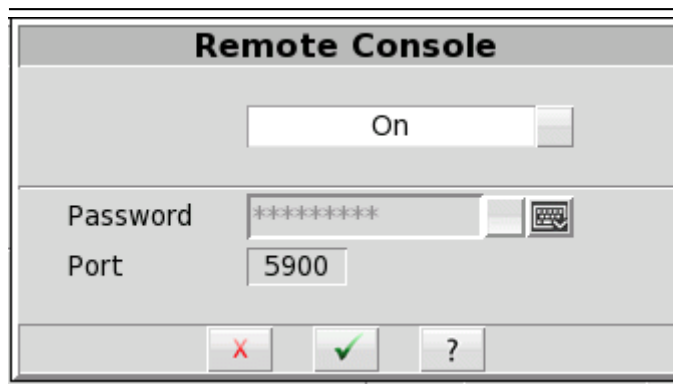 Remote Console
On
Password *********
Port 5900
X ?